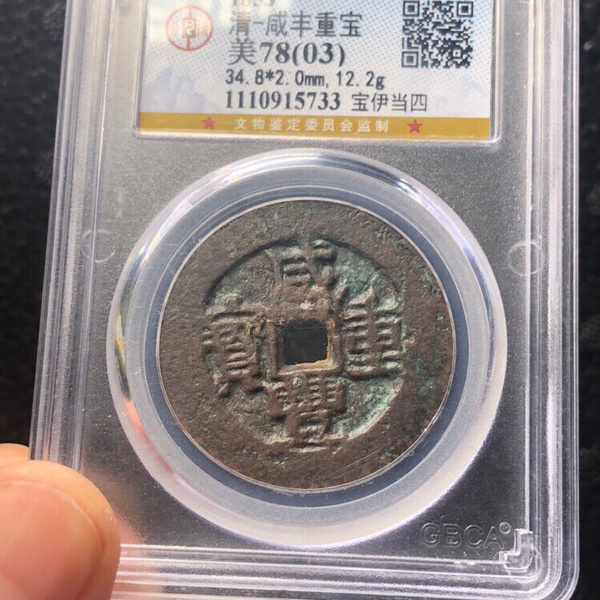 清-咸丰重宝
美78(03)
34.8*2.0mm,12.2g
1110915733 宝伊当四
★ 文物鉴定委员会监制 ★
咸豐重寶
GBCA